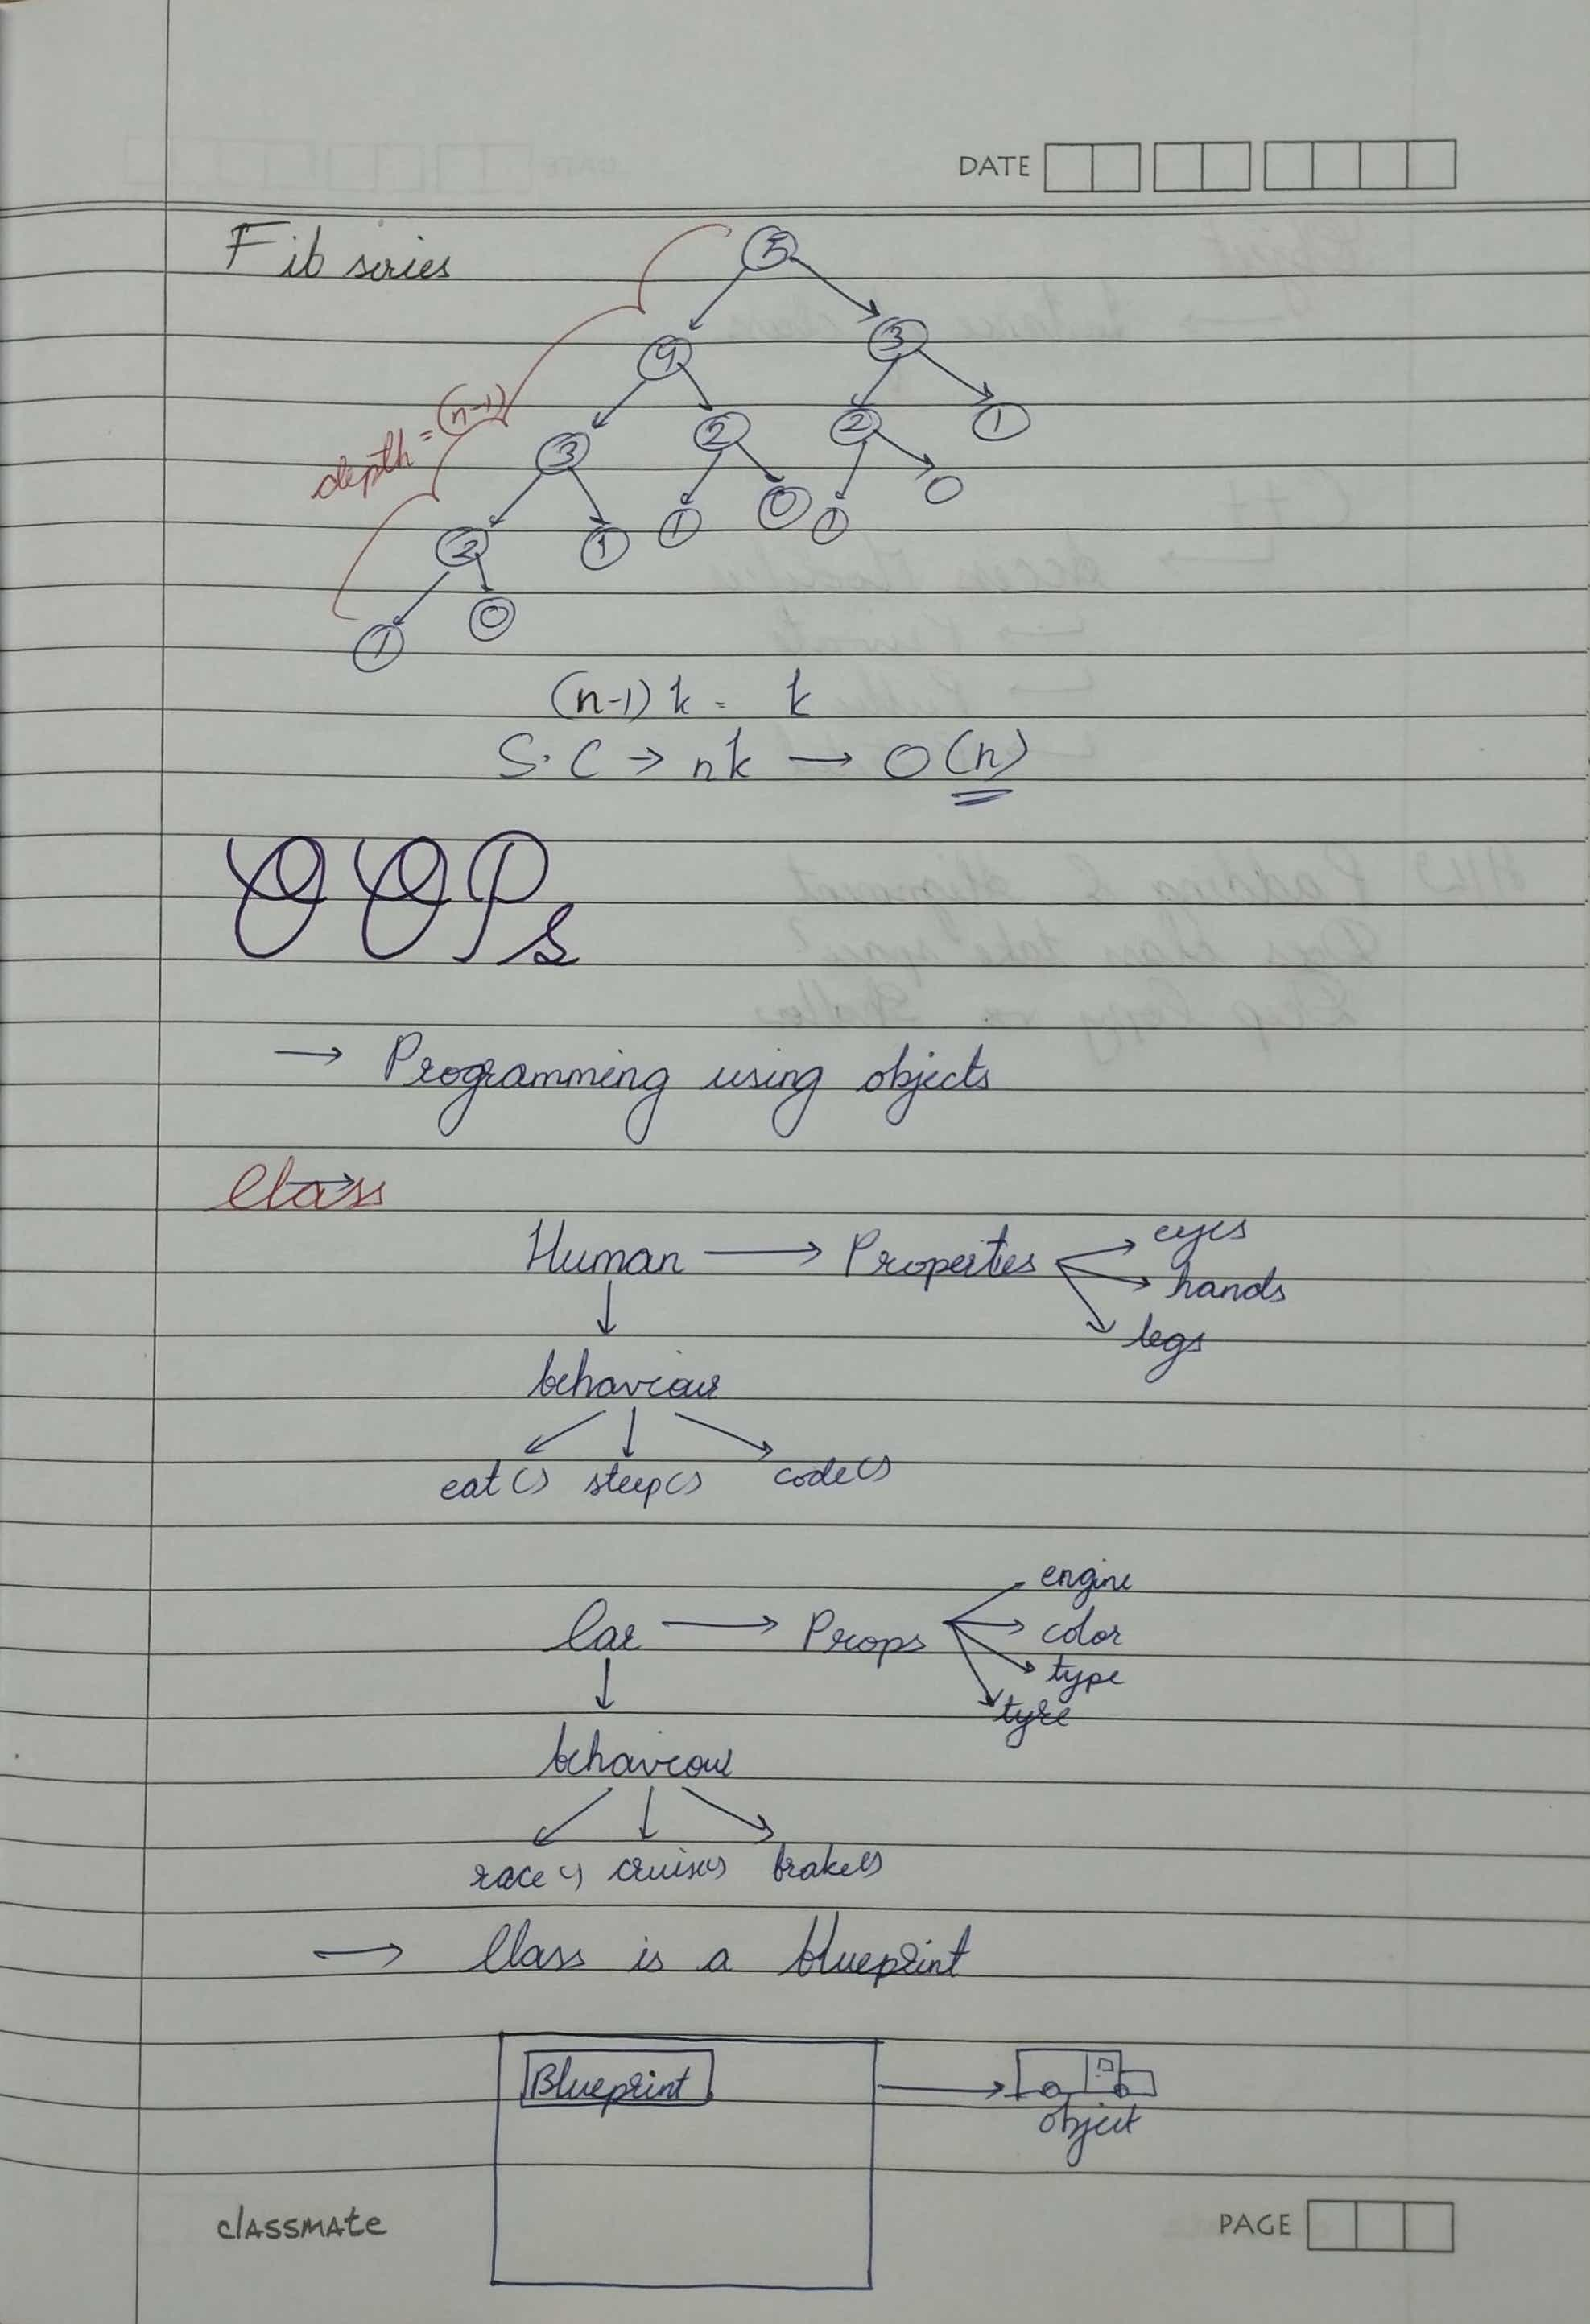 DATE
Fib series
5
4 3
3 2 2 1
depth = (n-1)
2 1 1 0 1 0
1 0
(n-1) k = k
S.C → nk → O(n)
OOPs
→ Programming using objects
Class
Human → Properties → eyes
hands
legs
behaviour
eat() sleep() code()
engine
Car → Props → color
type
tyre
behaviour
race() cruise() brake()
→ Class is a blueprint
Blueprint
object
classmate
PAGE